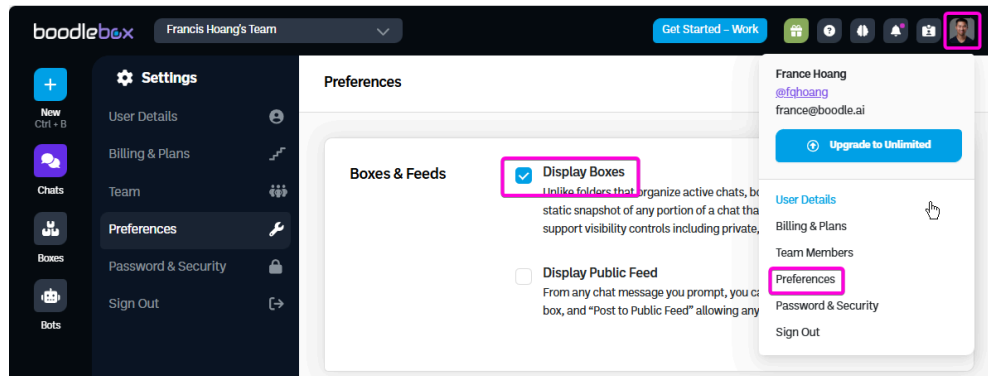 boodlebox
Francis Hoang's Team
Get Started – Work
New
Ctrl + B
Chats
Boxes
Bots
Settings
User Details
Billing & Plans
Team
Preferences
Password & Security
Sign Out
Preferences
Boxes & Feeds
Display Boxes
Unlike folders that organize active chats, bo
static snapshot of any portion of a chat tha
support visibility controls including private,
Display Public Feed
From any chat message you prompt, you ca
box, and “Post to Public Feed” allowing any
France Hoang
@fqhoang
france@boodle.ai
Upgrade to Unlimited
User Details
Billing & Plans
Team Members
Preferences
Password & Security
Sign Out